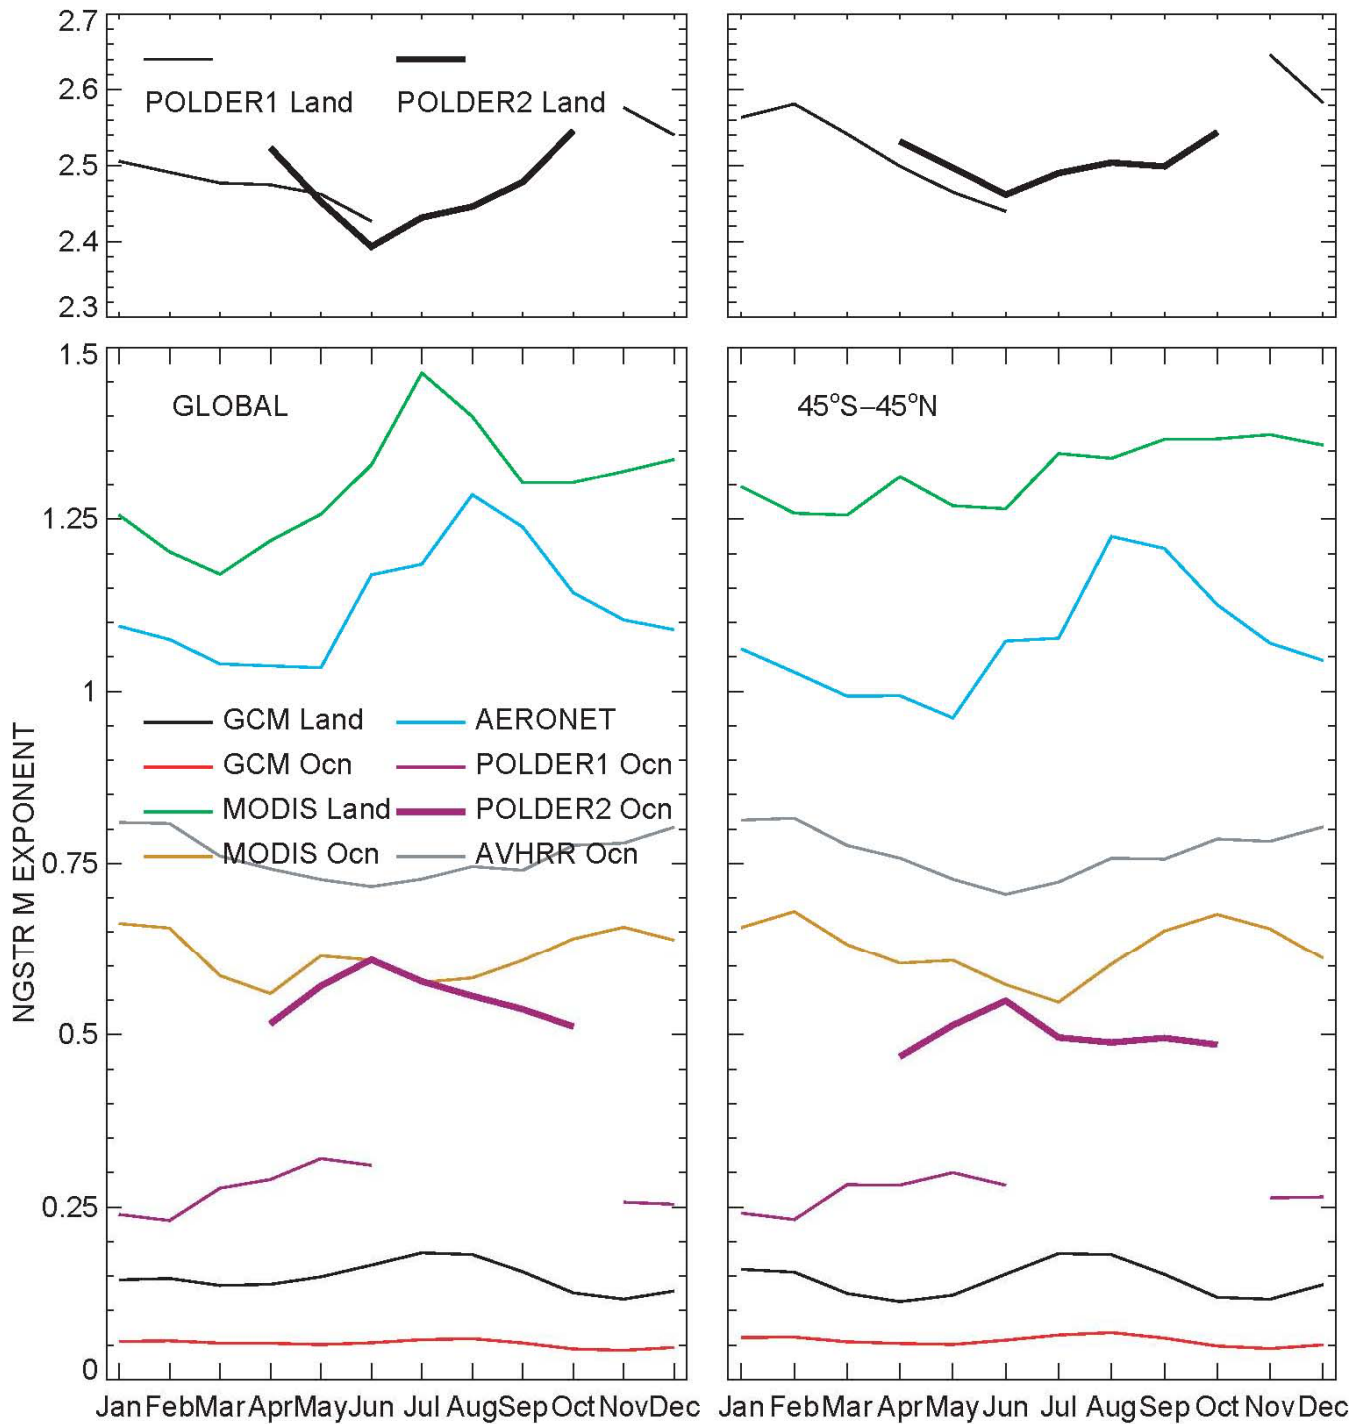 2.7
2.6
2.5
2.4
2.3
POLDER1 Land POLDER2 Land
1.5
1.25
1
0.75
0.5
0.25
0
NGSTR M EXPONENT
GLOBAL
45°S–45°N
GCM Land AERONET
GCM Ocn POLDER1 Ocn
MODIS Land POLDER2 Ocn
MODIS Ocn AVHRR Ocn
Jan Feb Mar Apr May Jun Jul Aug Sep Oct Nov Dec
Jan Feb Mar Apr May Jun Jul Aug Sep Oct Nov Dec